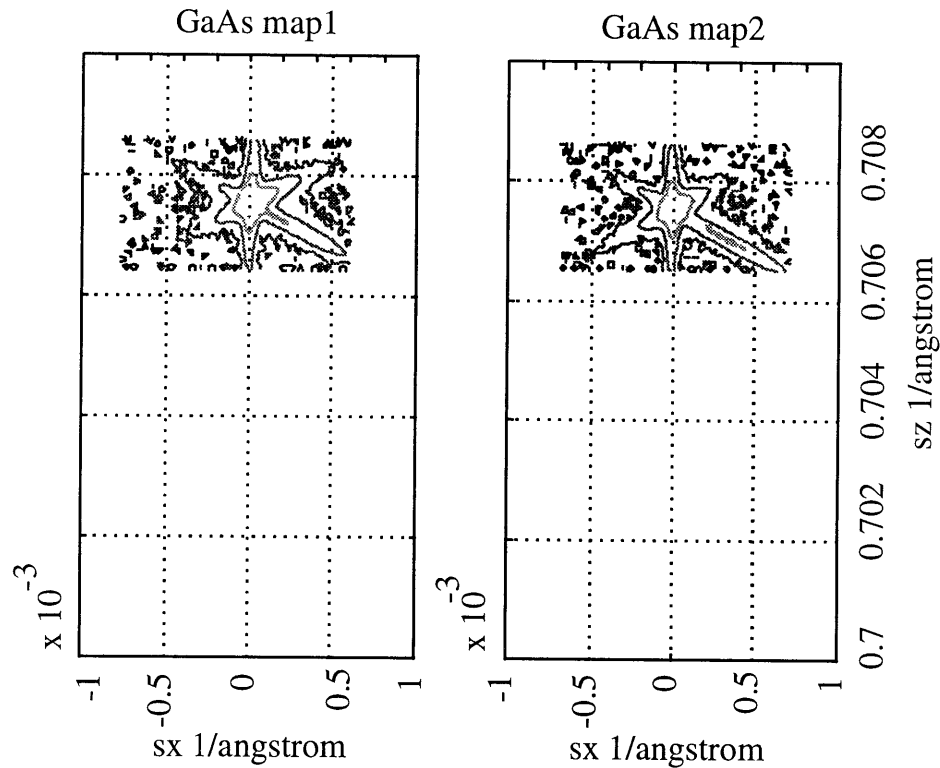 GaAs map1
GaAs map2
x 10^-3
-1
-0.5
0
0.5
1
sx 1/angstrom
x 10^-3
-1
-0.5
0
0.5
1
sx 1/angstrom
0.7
0.702
0.704
0.706
0.708
sz 1/angstrom